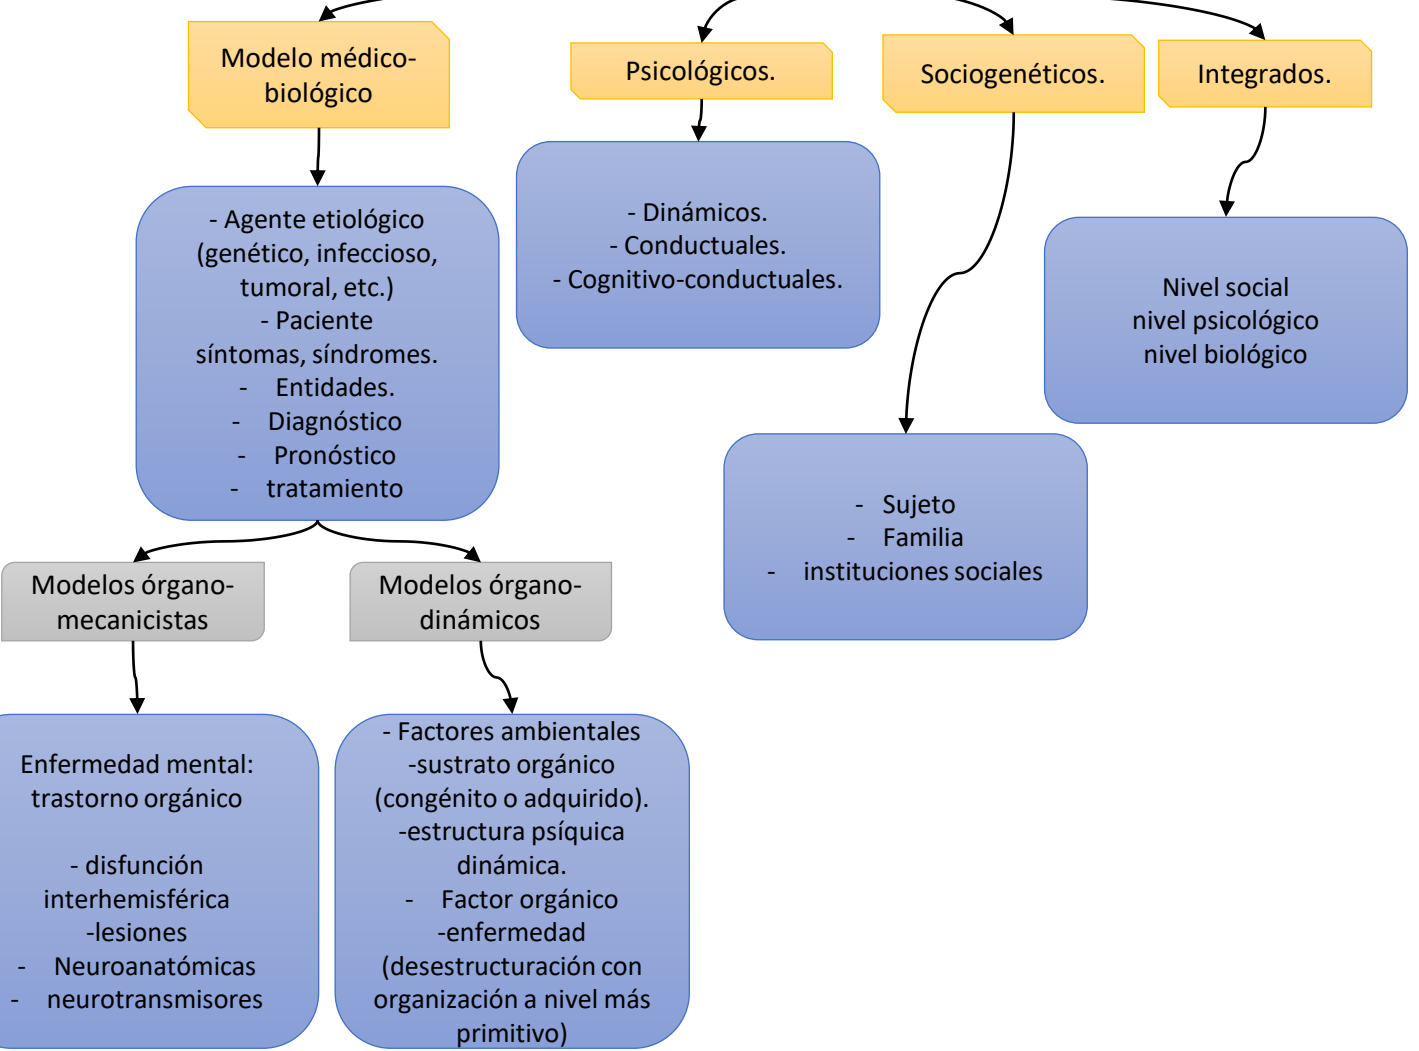 Modelo médico-
biológico
Psicológicos.
Sociogenéticos.
Integrados.
- Agente etiológico
(genético, infeccioso,
tumoral, etc.)
- Paciente
síntomas, síndromes.
- Entidades.
- Diagnóstico
- Pronóstico
- tratamiento
- Dinámicos.
- Conductuales.
- Cognitivo-conductuales.
Nivel social
nivel psicológico
nivel biológico
- Sujeto
- Familia
- instituciones sociales
Modelos órgano-
mecanicistas
Modelos órgano-
dinámicos
Enfermedad mental:
trastorno orgánico
- disfunción
interhemisférica
-lesiones
- Neuroanatómicas
- neurotransmisores
- Factores ambientales
-sustrato orgánico
(congénito o adquirido).
-estructura psíquica
dinámica.
- Factor orgánico
-enfermedad
(desestructuración con
organización a nivel más
primitivo)